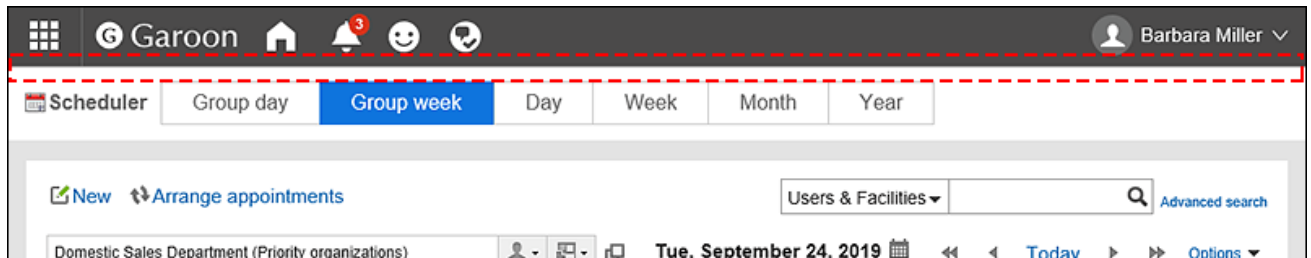 G Garoon 3 Barbara Miller
Scheduler Group day Group week Day Week Month Year
New Arrange appointments Users & Facilities Advanced search
Domestic Sales Department (Priority organizations) Tue, September 24, 2019 Today Options